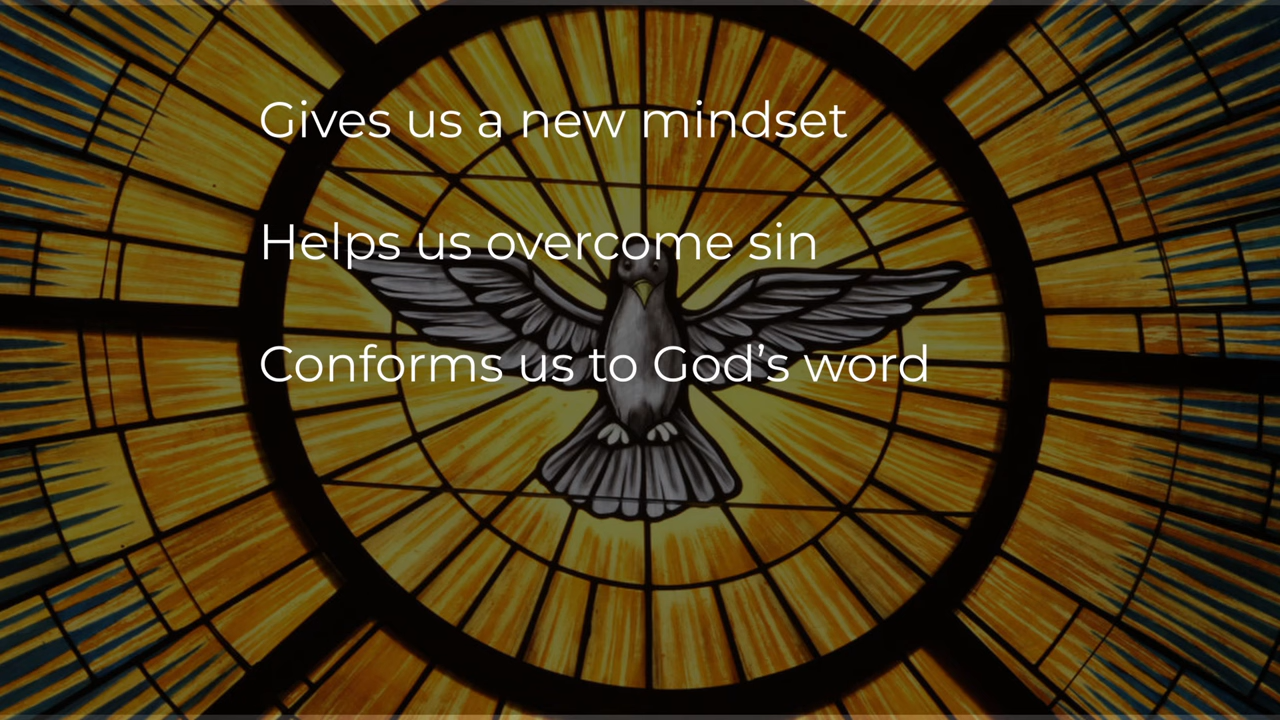 Gives us a new mindset
Helps us overcome sin
Conforms us to God’s word